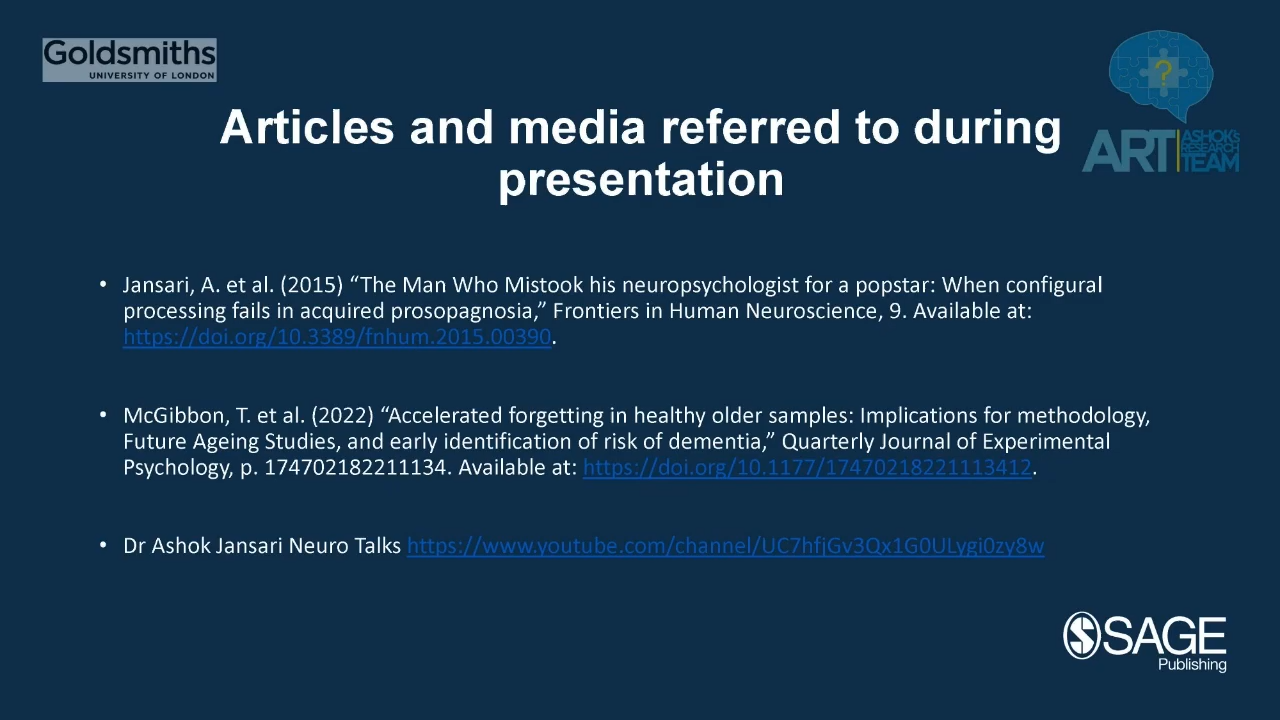 Goldsmiths
UNIVERSITY OF LONDON
?
ART ASHOK's
RESEARCH
TEAM
Articles and media referred to during
presentation
• Jansari, A. et al. (2015) “The Man Who Mistook his neuropsychologist for a popstar: When configural
processing fails in acquired prosopagnosia,” Frontiers in Human Neuroscience, 9. Available at:
https://doi.org/10.3389/fnhum.2015.00390.
• McGibbon, T. et al. (2022) “Accelerated forgetting in healthy older samples: Implications for methodology,
Future Ageing Studies, and early identification of risk of dementia,” Quarterly Journal of Experimental
Psychology, p. 174702182211134. Available at: https://doi.org/10.1177/17470218221113412.
• Dr Ashok Jansari Neuro Talks https://www.youtube.com/channel/UC7hfjGv3Qx1G0ULygi0zy8w
SAGE
Publishing